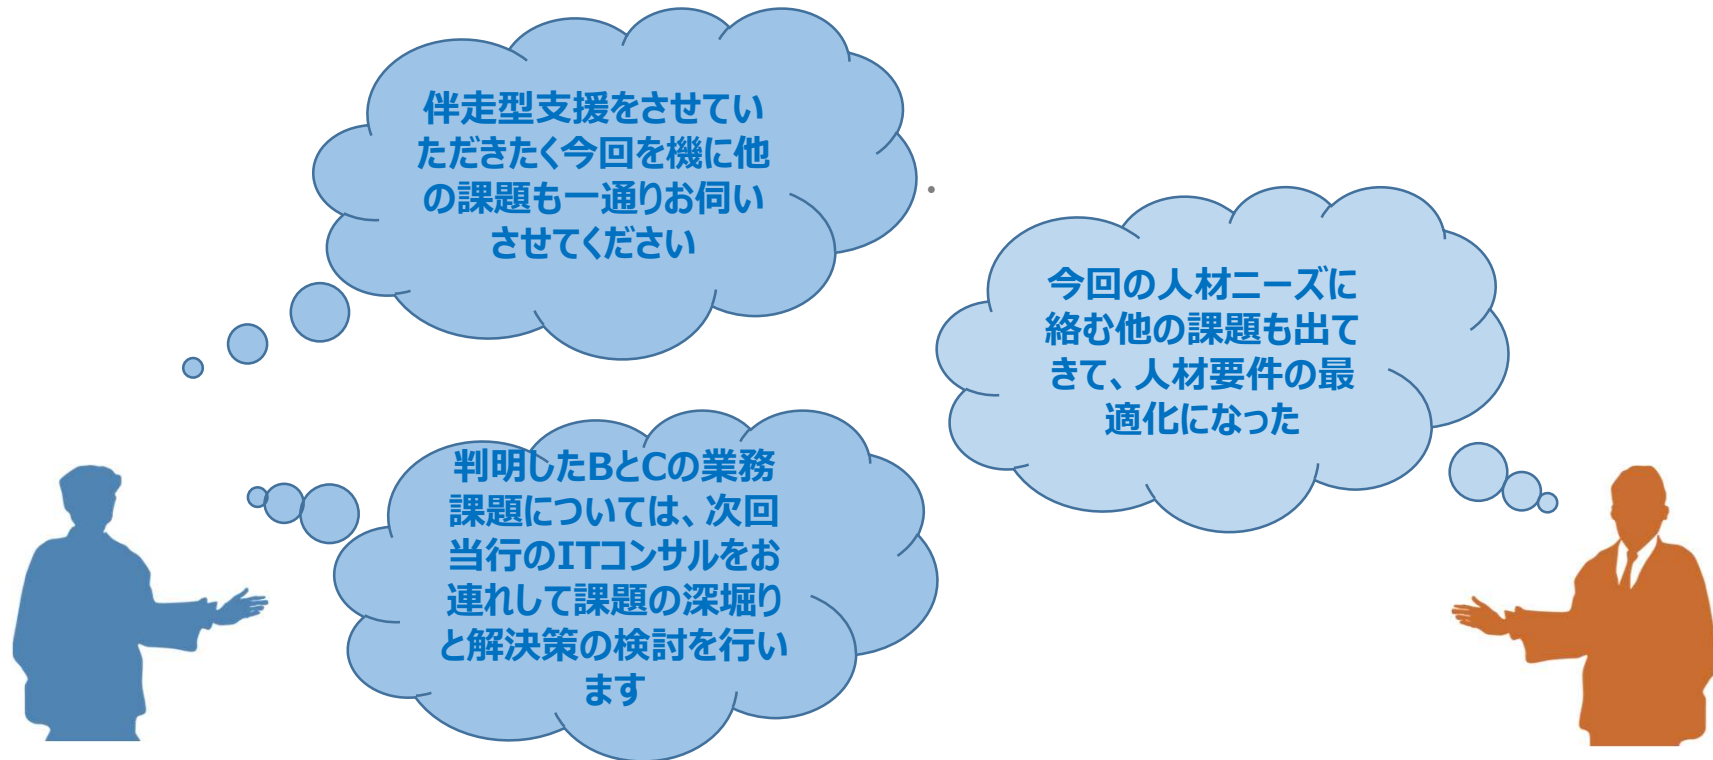 伴走型支援をさせてい
ただきたく今回を機に他
の課題も一通りお伺い
させてください
今回の人材ニーズに
絡む他の課題も出て
きて、人材要件の最
適化になった
判明したBとCの業務
課題については、次回
当行のITコンサルをお
連れして課題の深堀り
と解決策の検討を行い
ます